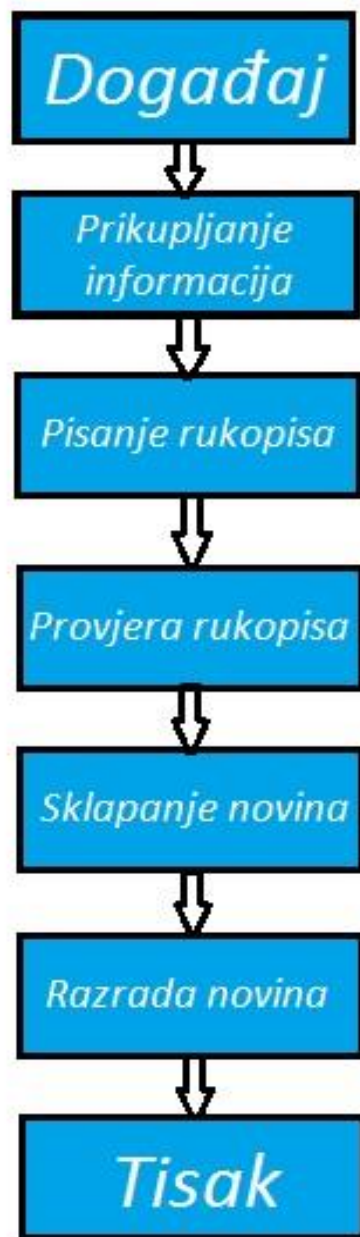 Događaj
Prikupljanje
informacija
Pisanje rukopisa
Provjera rukopisa
Sklapanje novina
Razrada novina
Tisak